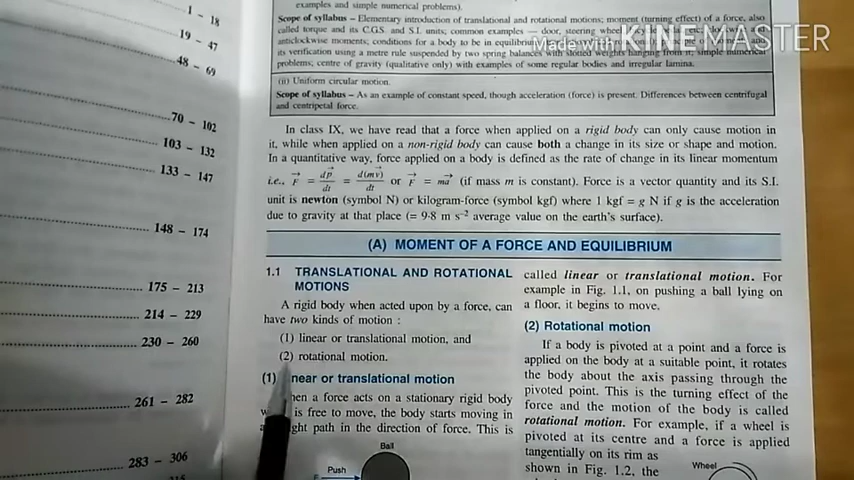 1 - 18
19 - 47
48 - 69
70 - 102
103 - 132
133 - 147
148 - 174
175 - 213
214 - 229
230 - 260
261 - 282
283 - 306
Made with KINEMASTER
examples and simple numerical problems).
Scope of syllabus – Elementary introduction of translational and rotational motions; moment (turning effect) of a force, also
called torque and its C.G.S. and S.I. units; common examples – door, steering
anticlockwise moments; conditions for a body to be in
its verification using a metre rule suspended by two spring balances with slotted weights hanging from it; simple numerical
problems; centre of gravity (qualitative only) with examples of some regular bodies and irregular lamina.
(ii) Uniform circular motion.
Scope of syllabus – As an example of constant speed, though acceleration (force) is present. Differences between centrifugal
and centripetal force.
In class IX, we have read that a force when applied on a rigid body can only cause motion in
it, while when applied on a non-rigid body can cause both a change in its size or shape and motion.
In a quantitative way, force applied on a body is defined as the rate of change in its linear momentum
i.e., F⃗ = dp⃗/dt = d(mv⃗)/dt or F⃗ = ma⃗ (if mass m is constant). Force is a vector quantity and its S.I.
unit is newton (symbol N) or kilogram-force (symbol kgf) where 1 kgf = g N if g is the acceleration
due to gravity at that place (= 9·8 m s⁻² average value on the earth's surface).
(A) MOMENT OF A FORCE AND EQUILIBRIUM
1.1 TRANSLATIONAL AND ROTATIONAL
MOTIONS
A rigid body when acted upon by a force, can
have two kinds of motion :
(1) linear or translational motion, and
(2) rotational motion.
(1) near or translational motion
en a force acts on a stationary rigid body
is free to move, the body starts moving in
ght path in the direction of force. This is
Ball
Push
F
called linear or translational motion. For
example in Fig. 1.1, on pushing a ball lying on
a floor, it begins to move.
(2) Rotational motion
If a body is pivoted at a point and a force is
applied on the body at a suitable point, it rotates
the body about the axis passing through the
pivoted point. This is the turning effect of the
force and the motion of the body is called
rotational motion. For example, if a wheel is
pivoted at its centre and a force is applied
tangentially on its rim as
shown in Fig. 1.2, the
Wheel